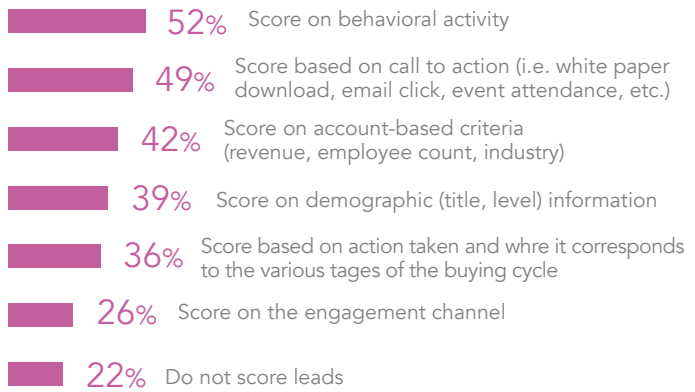 52% Score on behavioral activity
49% Score based on call to action (i.e. white paper
download, email click, event attendance, etc.)
42% Score on account-based criteria
(revenue, employee count, industry)
39% Score on demographic (title, level) information
36% Score based on action taken and whre it corresponds
to the various tages of the buying cycle
26% Score on the engagement channel
22% Do not score leads